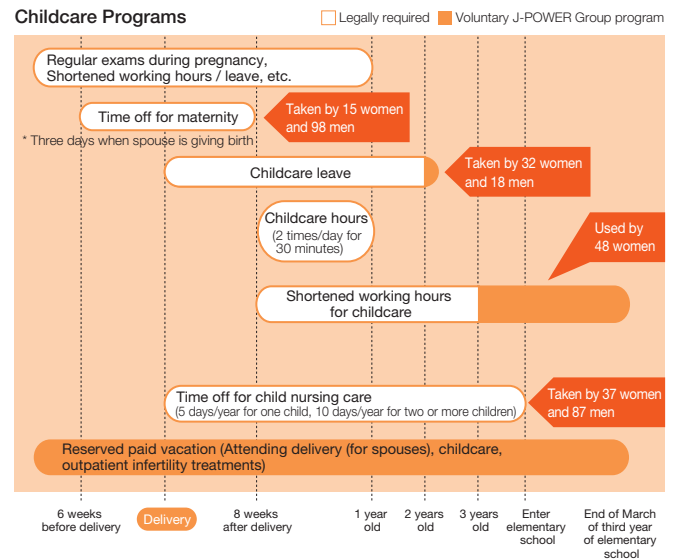 Childcare Programs
Legally required
Voluntary J-POWER Group program
Regular exams during pregnancy,
Shortened working hours / leave, etc.
Time off for maternity
Taken by 15 women
and 98 men
* Three days when spouse is giving birth
Childcare leave
Taken by 32 women
and 18 men
Childcare hours
(2 times/day for
30 minutes)
Used by
48 women
Shortened working hours
for childcare
Time off for child nursing care
(5 days/year for one child, 10 days/year for two or more children)
Taken by 37 women
and 87 men
Reserved paid vacation (Attending delivery (for spouses), childcare,
outpatient infertility treatments)
6 weeks
before delivery
Delivery
8 weeks
after delivery
1 year
old
2 years
old
3 years
old
Enter
elementary
school
End of March
of third year
of elementary
school